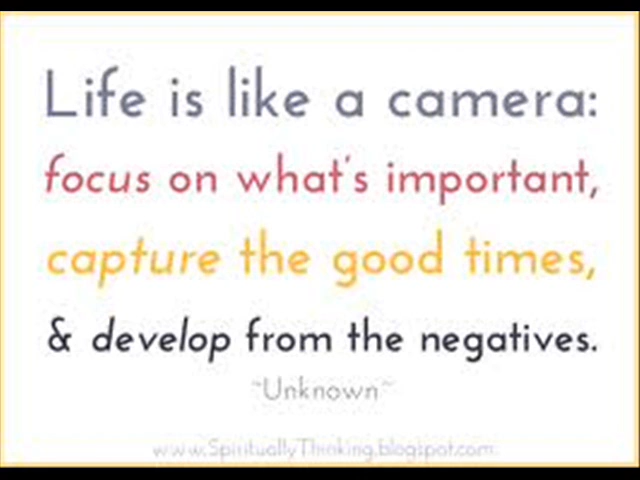 Life is like a camera:
focus on what's important,
capture the good times,
& develop from the negatives.
~Unknown~
www.SpirituallyThinking.blogspot.com